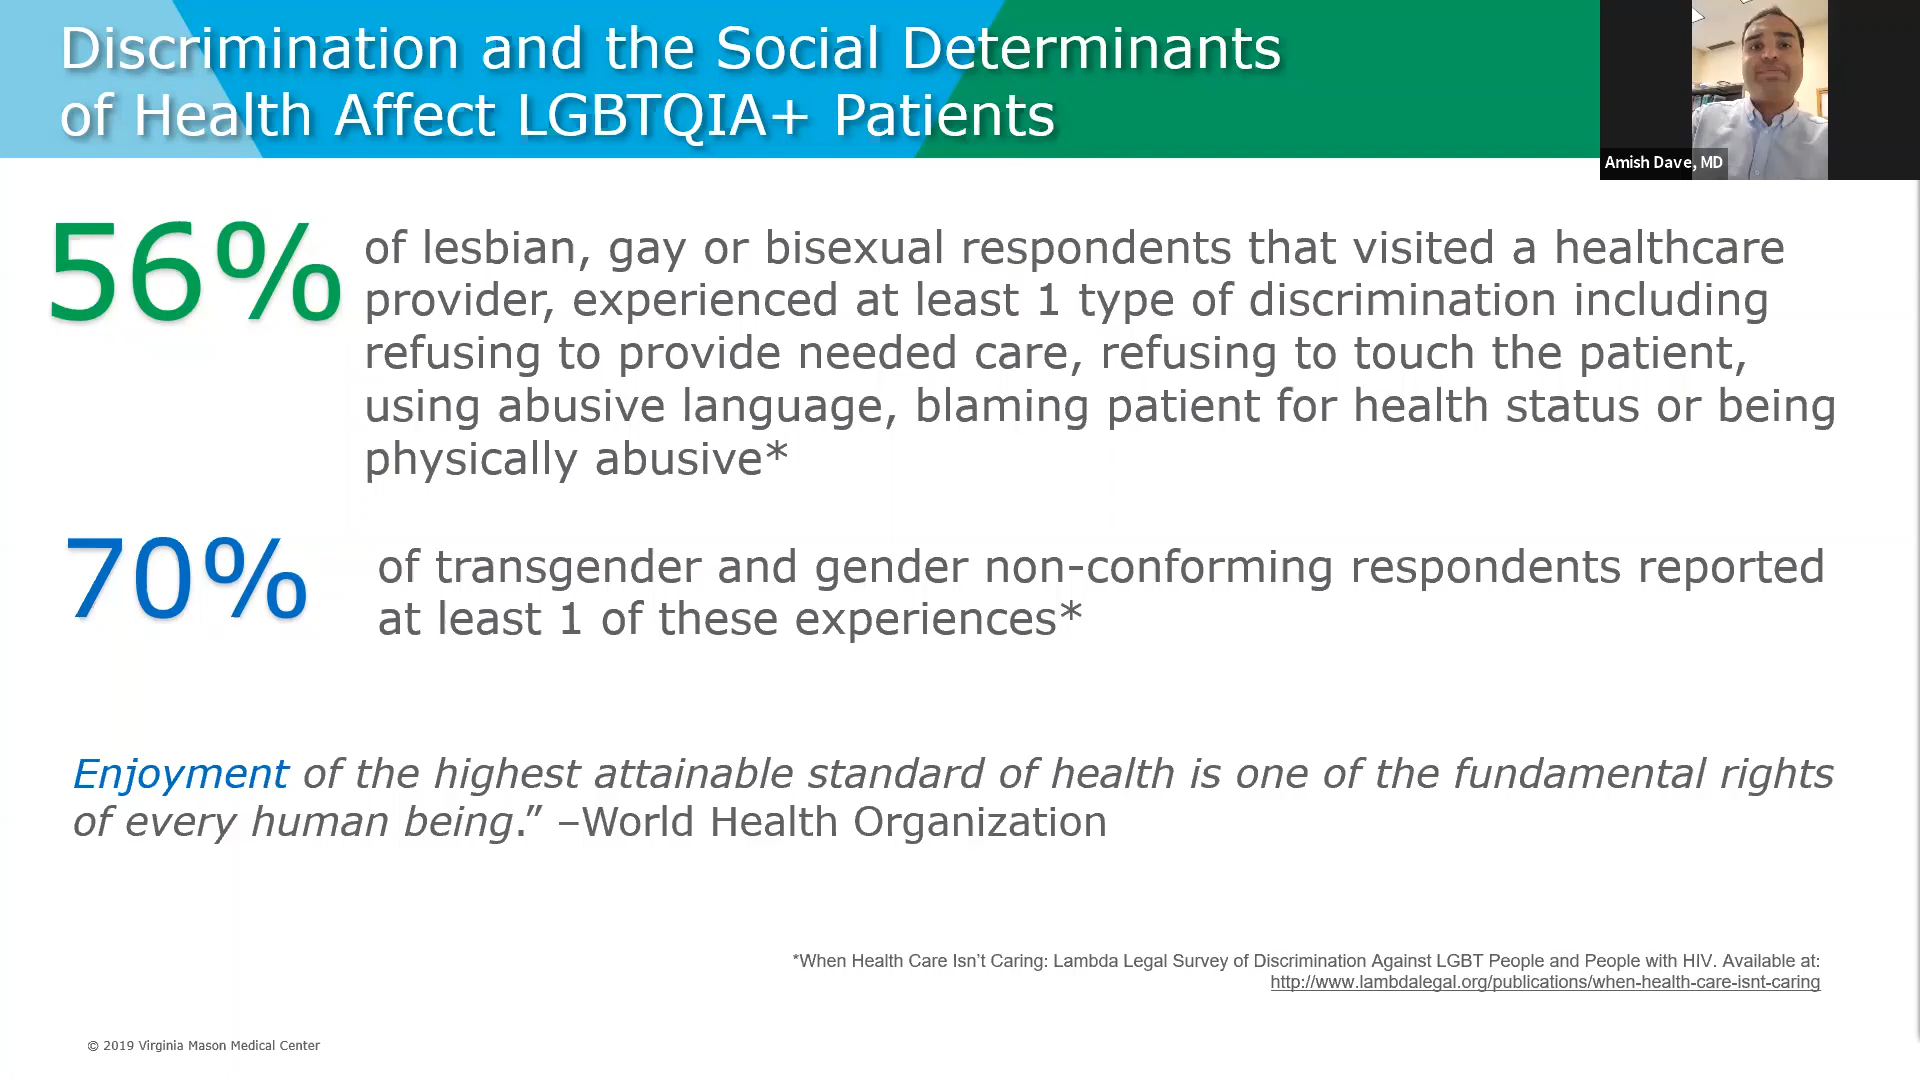 Discrimination and the Social Determinants
of Health Affect LGBTQIA+ Patients
Amish Dave, MD
56%
of lesbian, gay or bisexual respondents that visited a healthcare
provider, experienced at least 1 type of discrimination including
refusing to provide needed care, refusing to touch the patient,
using abusive language, blaming patient for health status or being
physically abusive*
70%
of transgender and gender non-conforming respondents reported
at least 1 of these experiences*
Enjoyment of the highest attainable standard of health is one of the fundamental rights
of every human being.” –World Health Organization
*When Health Care Isn’t Caring: Lambda Legal Survey of Discrimination Against LGBT People and People with HIV. Available at:
http://www.lambdalegal.org/publications/when-health-care-isnt-caring
© 2019 Virginia Mason Medical Center